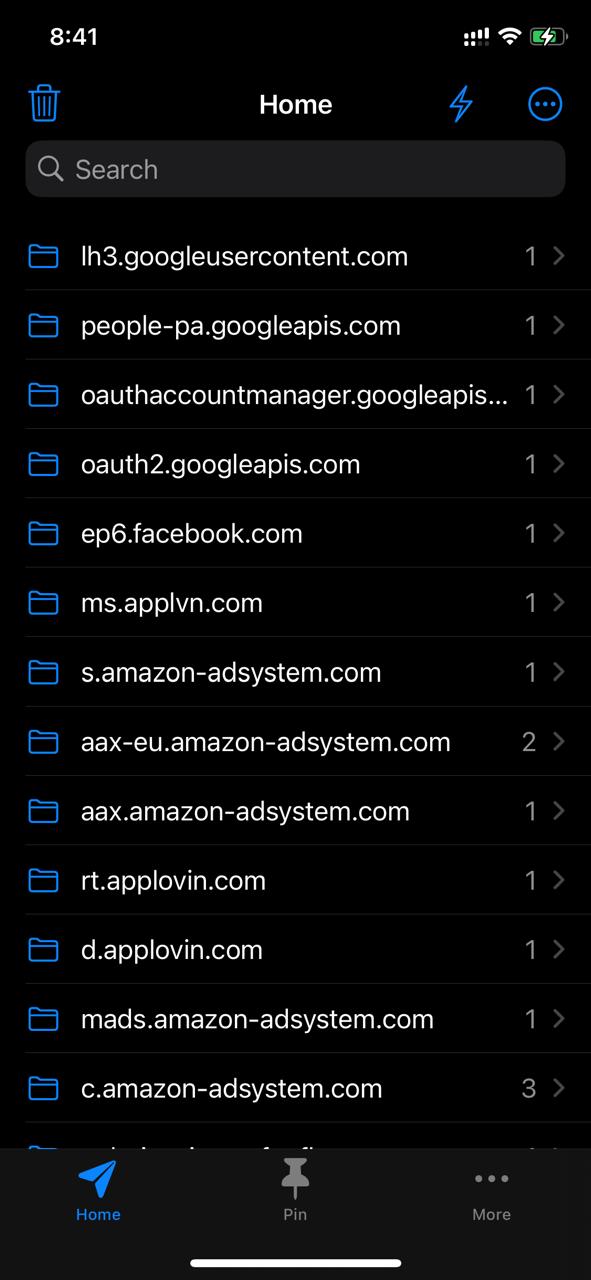 8:41
Home
Search
lh3.googleusercontent.com 1
people-pa.googleapis.com 1
oauthaccountmanager.googleapis... 1
oauth2.googleapis.com 1
ep6.facebook.com 1
ms.applvn.com 1
s.amazon-adsystem.com 1
aax-eu.amazon-adsystem.com 2
aax.amazon-adsystem.com 1
rt.applovin.com 1
d.applovin.com 1
mads.amazon-adsystem.com 1
c.amazon-adsystem.com 3
Home Pin More